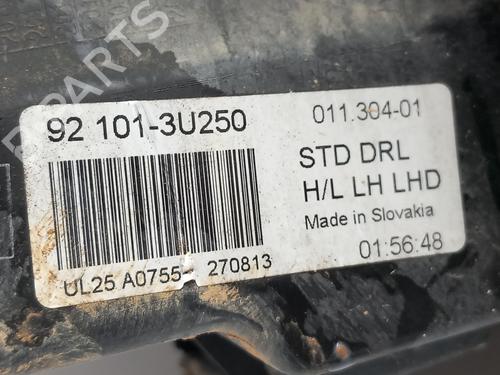 92 101-3U250
011.304-01
STD DRL
H/L LH LHD
Made in Slovakia
UL25 A0755- 270813
01:56:48
PARTS